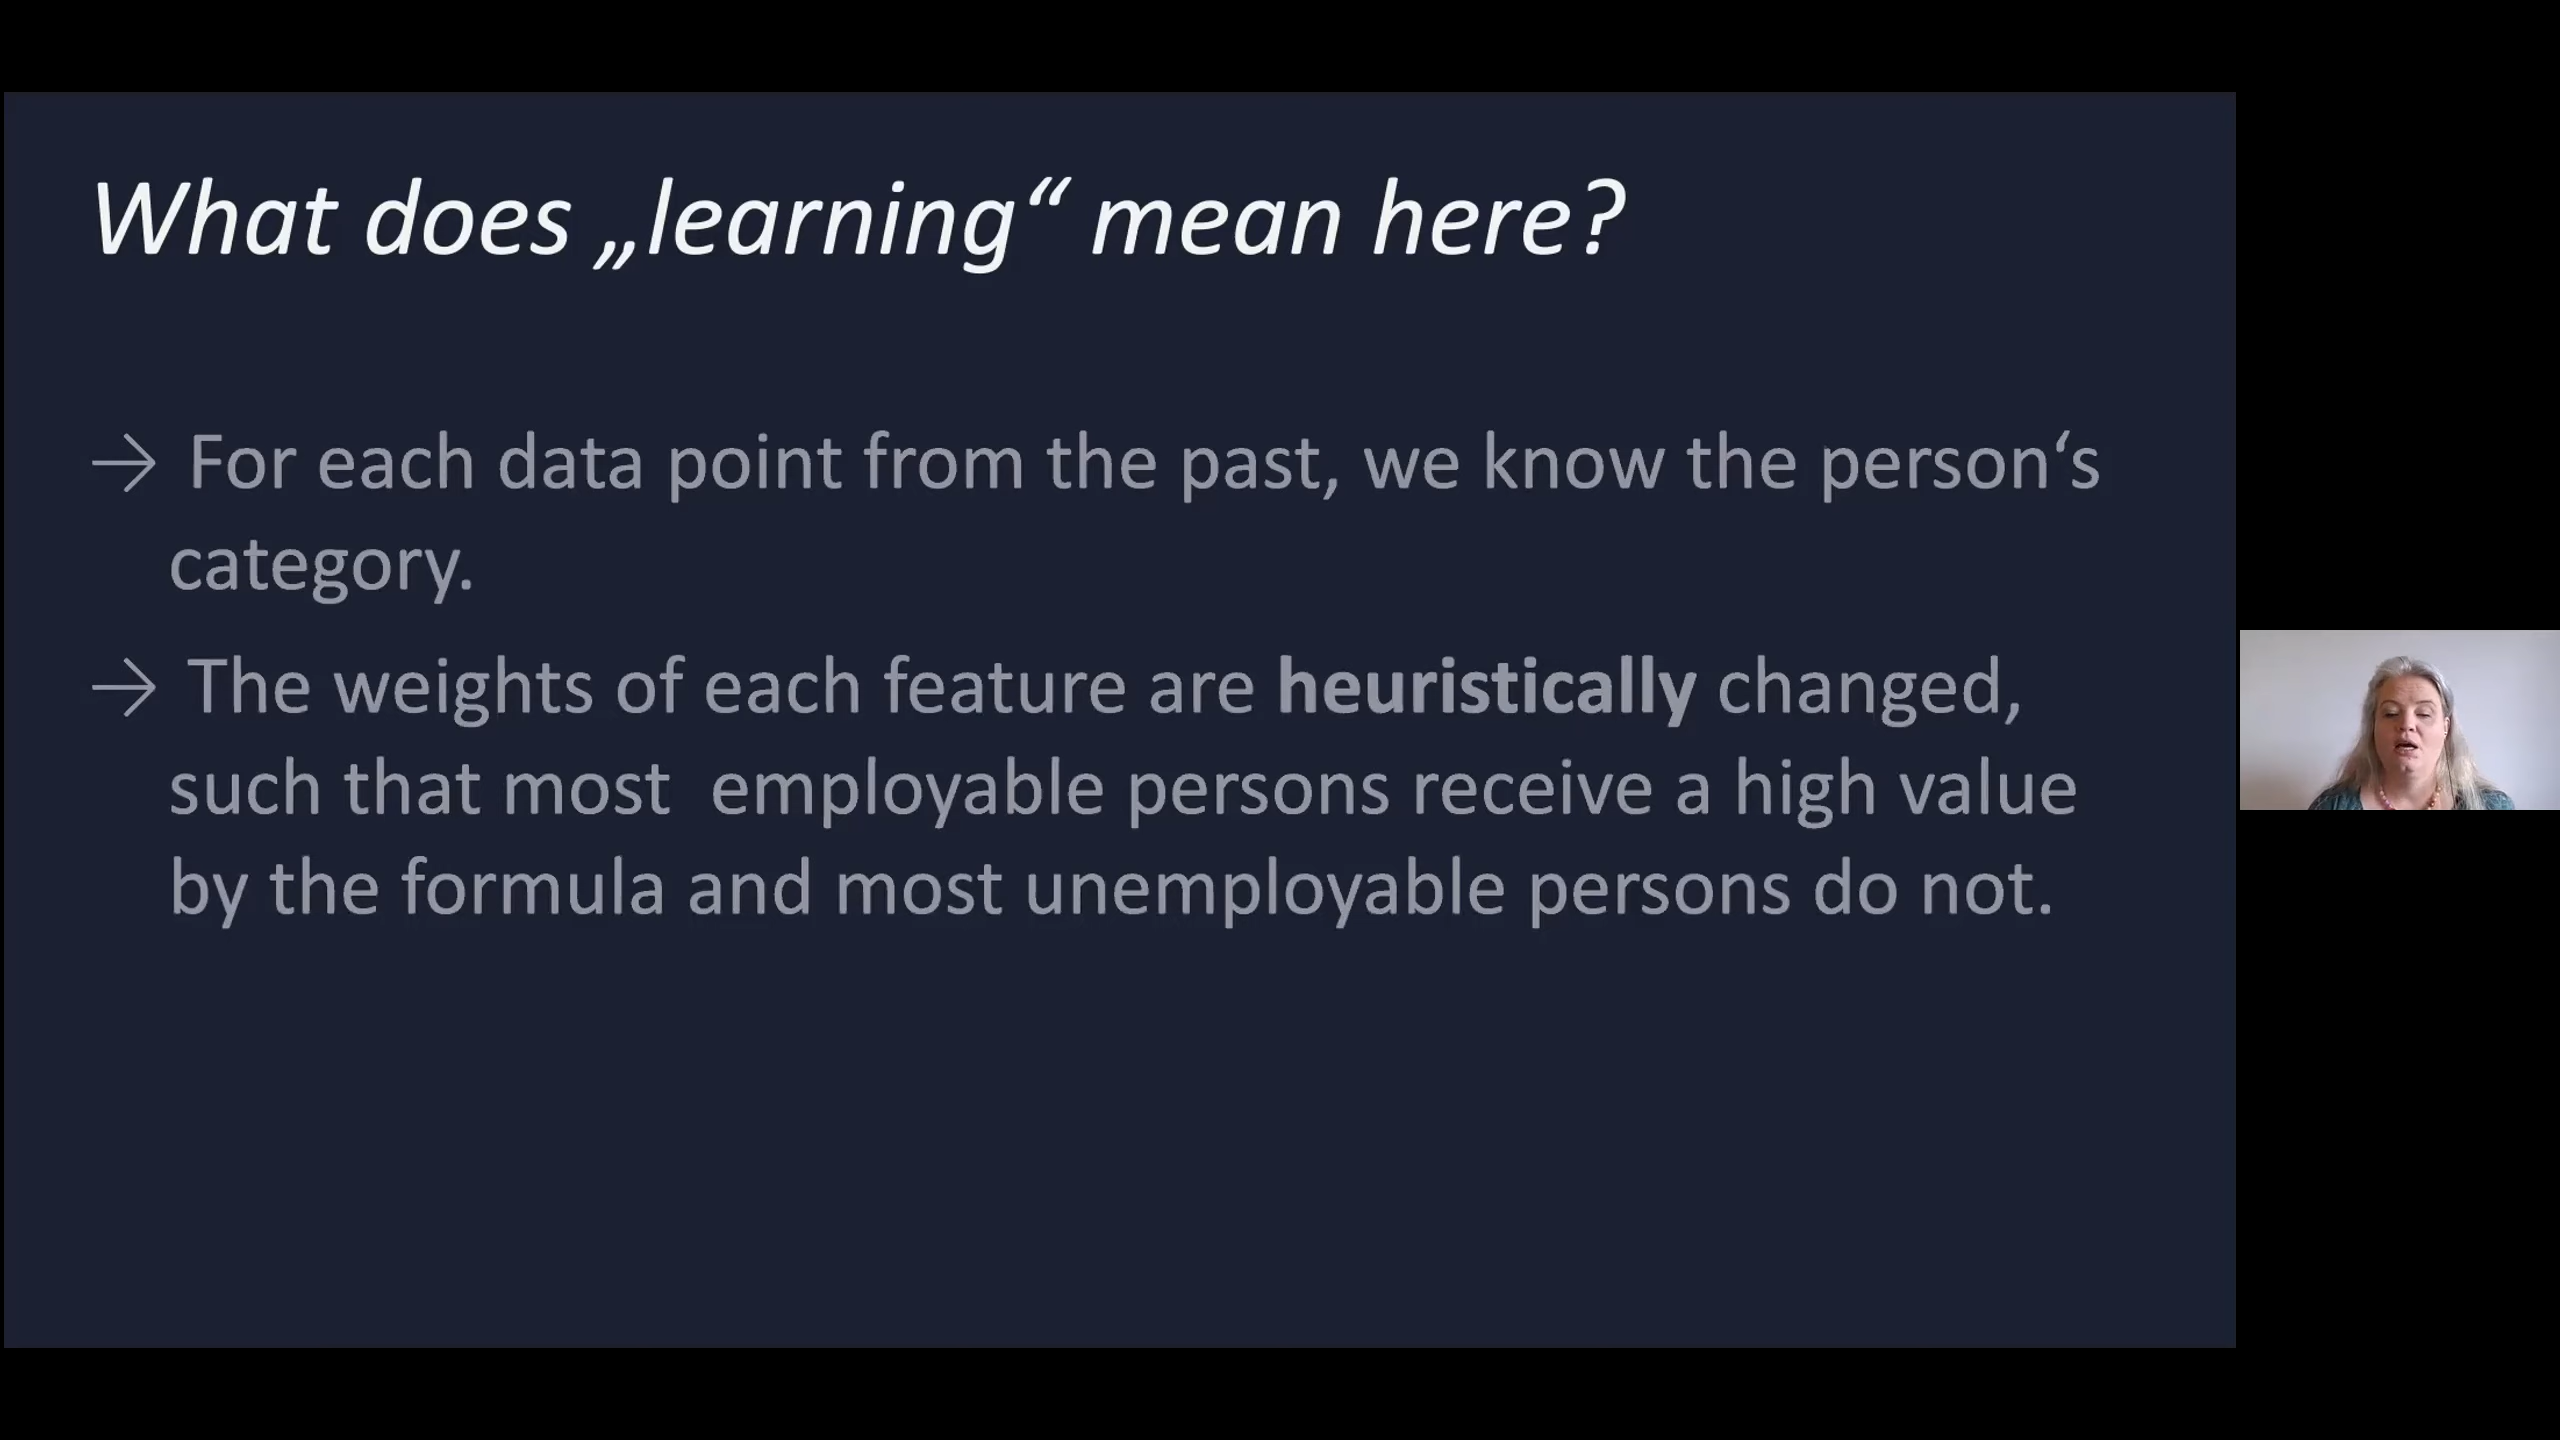 What does „learning“ mean here?
→ For each data point from the past, we know the person‘s
category.
→ The weights of each feature are heuristically changed,
such that most  employable persons receive a high value
by the formula and most unemployable persons do not.